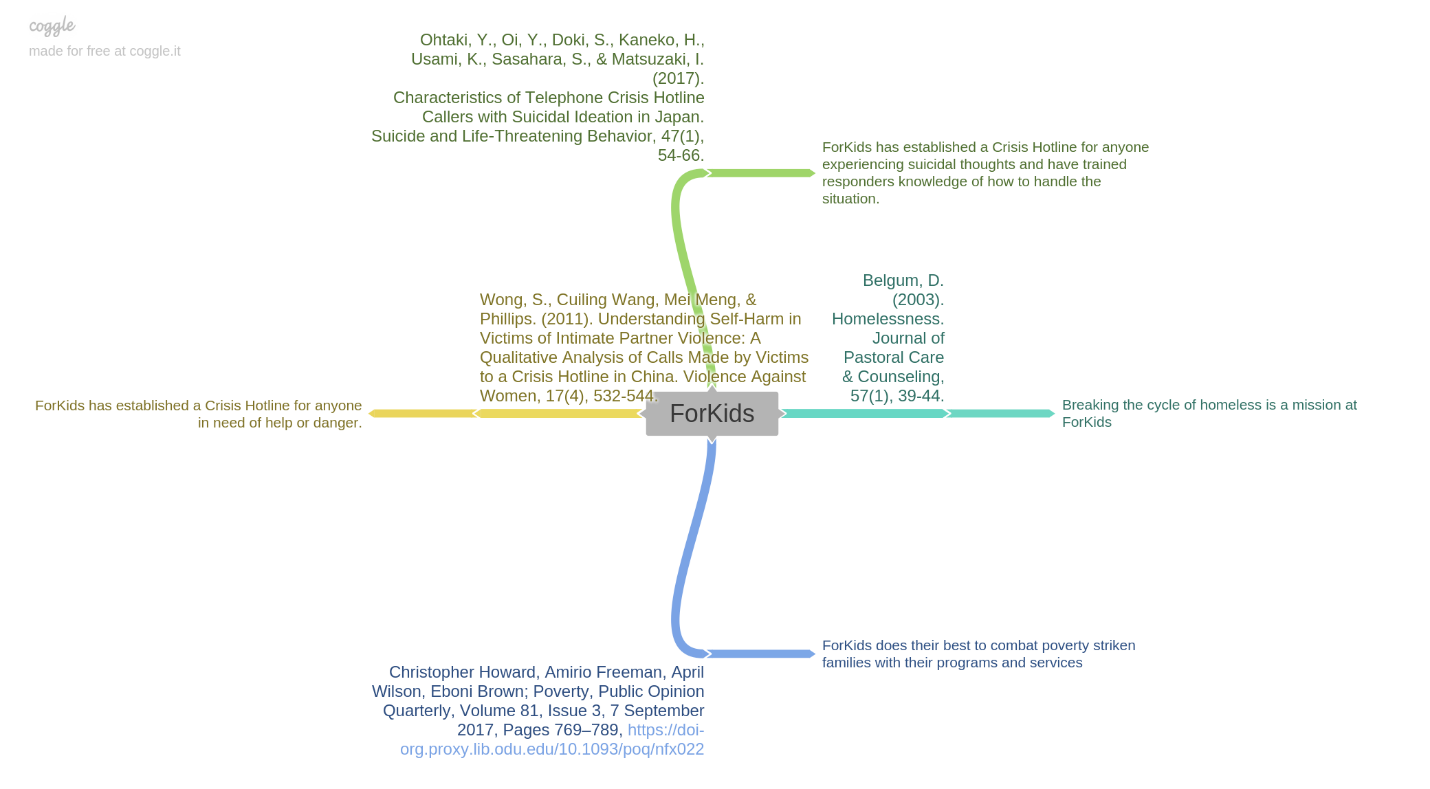 coggle
made for free at coggle.it
Ohtaki, Y., Oi, Y., Doki, S., Kaneko, H.,
Usami, K., Sasahara, S., & Matsuzaki, I.
(2017).
Characteristics of Telephone Crisis Hotline
Callers with Suicidal Ideation in Japan.
Suicide and Life-Threatening Behavior, 47(1),
54-66.
ForKids has established a Crisis Hotline for anyone
experiencing suicidal thoughts and have trained
responders knowledge of how to handle the
situation.
Wong, S., Cuiling Wang, Mei Meng, &
Phillips. (2011). Understanding Self-Harm in
Victims of Intimate Partner Violence: A
Qualitative Analysis of Calls Made by Victims
to a Crisis Hotline in China. Violence Against
Women, 17(4), 532-544.
Belgum, D.
(2003).
Homelessness.
Journal of
Pastoral Care
& Counseling,
57(1), 39-44.
ForKids has established a Crisis Hotline for anyone
in need of help or danger.
ForKids
Breaking the cycle of homeless is a mission at
ForKids
ForKids does their best to combat poverty striken
families with their programs and services
Christopher Howard, Amirio Freeman, April
Wilson, Eboni Brown; Poverty, Public Opinion
Quarterly, Volume 81, Issue 3, 7 September
2017, Pages 769–789, https://doi-
org.proxy.lib.odu.edu/10.1093/poq/nfx022